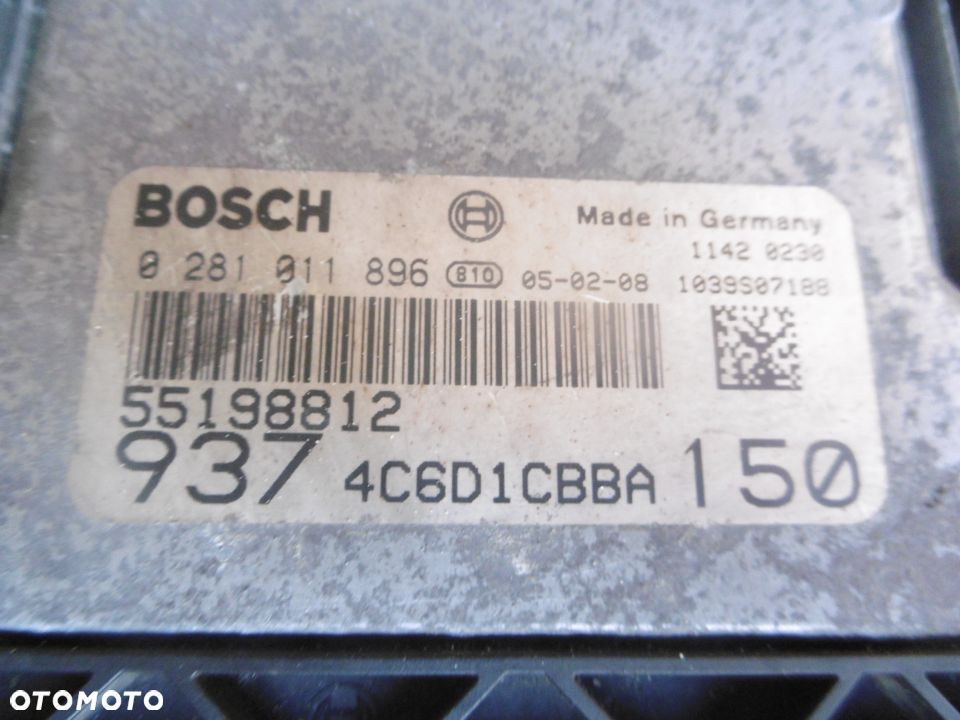 BOSCH Made in Germany
1142 0230
0 281 011 896 810 05-02-08 1039S07188
55198812
937 4C6D1CBBA 150
OTOMOTO